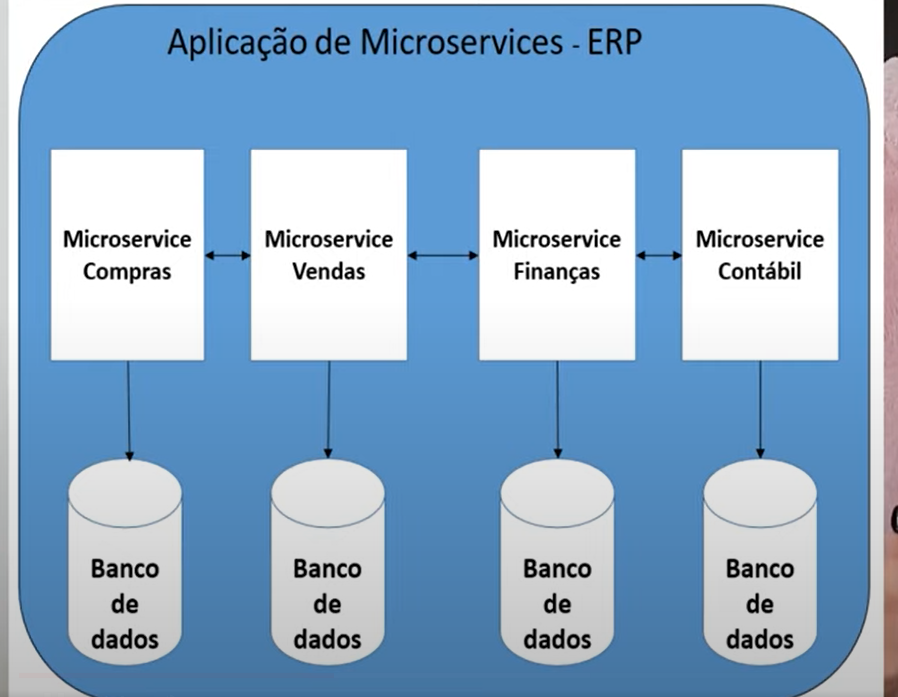 Aplicação de Microservices - ERP
Microservice
Compras
Microservice
Vendas
Microservice
Finanças
Microservice
Contábil
Banco
de
dados
Banco
de
dados
Banco
de
dados
Banco
de
dados